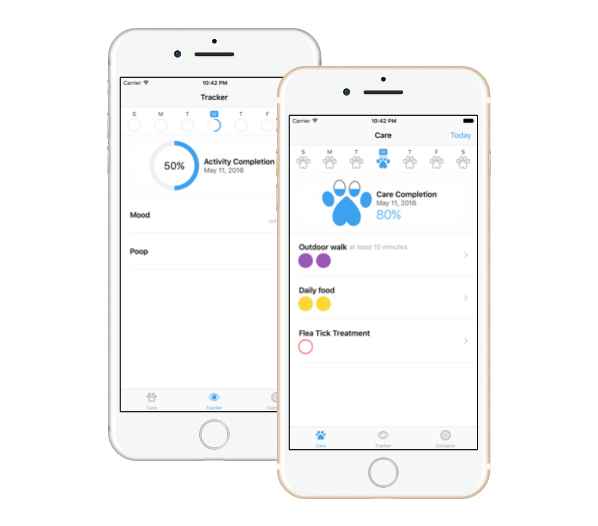 Carrier
10:42 PM
Tracker
S M T W T F
50%
Activity Completion
May 11, 2016
Mood
Poop
Care
Tracker
Carrier
10:42 PM
Care
Today
S M T W T F S
Care Completion
May 11, 2016
80%
Outdoor walk at least 10 minutes
Daily food
Flea Tick Treatment
Care
Tracker
Contacts